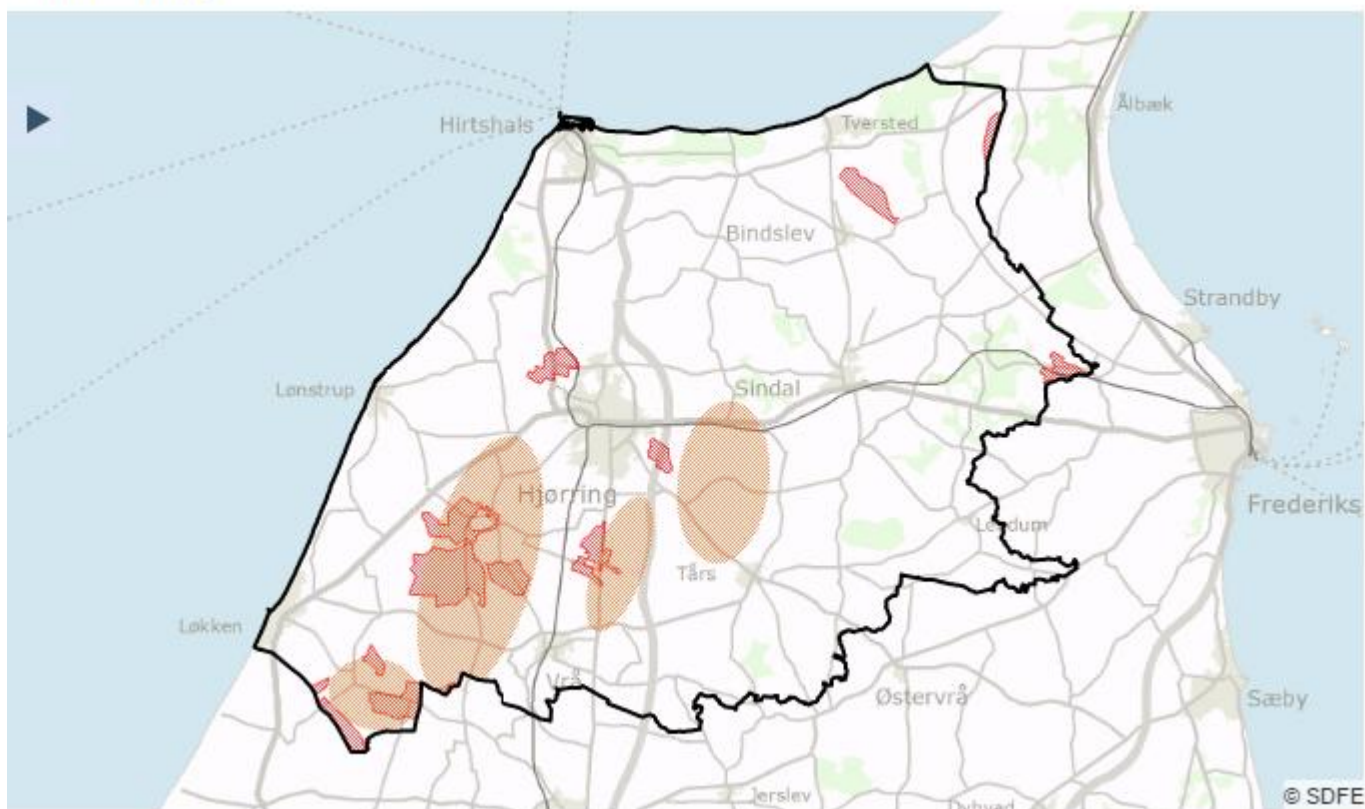 Ålbæk
Hirtshals
Tversted
Bindslev
Strandby
Lønstrup
Sindal
Hjørring
Frederiks
Tårs
Løkken
Vrå
Østervrå
Sæby
Jerslev
© SDFE